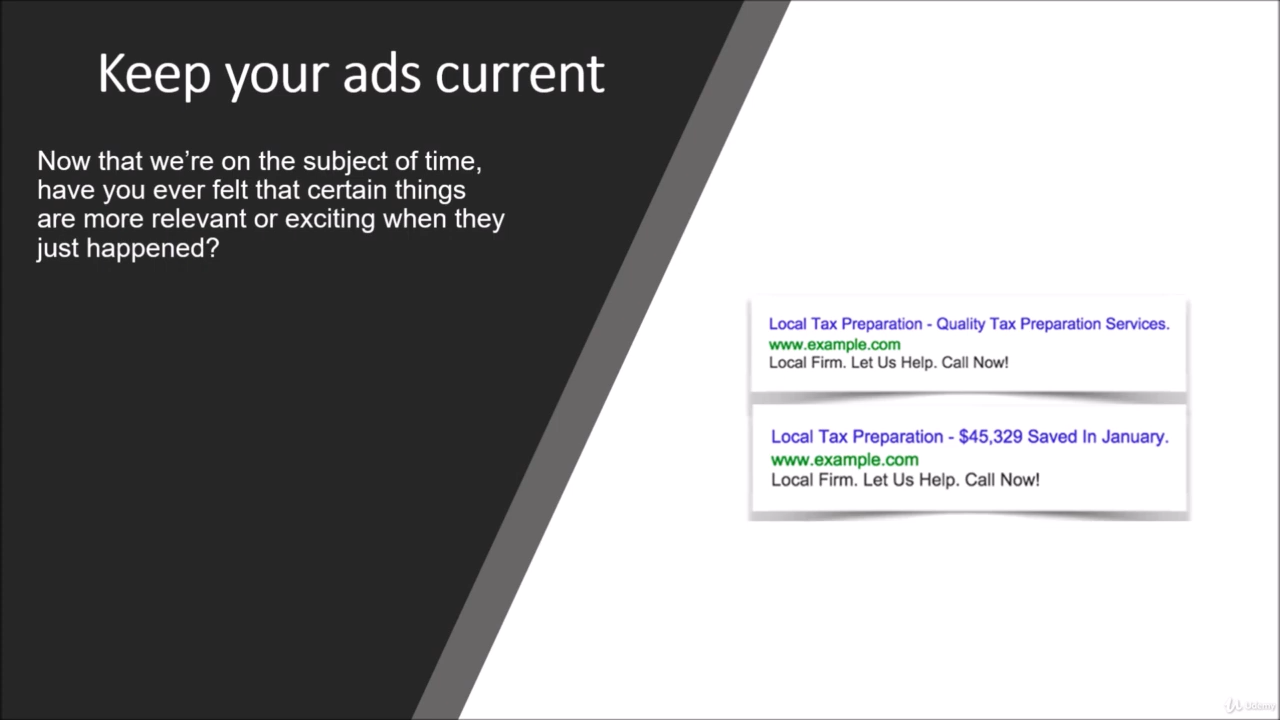 Keep your ads current
Now that we’re on the subject of time,
have you ever felt that certain things
are more relevant or exciting when they
just happened?
Local Tax Preparation - Quality Tax Preparation Services.
www.example.com
Local Firm. Let Us Help. Call Now!
Local Tax Preparation - $45,329 Saved In January.
www.example.com
Local Firm. Let Us Help. Call Now!
Udemy